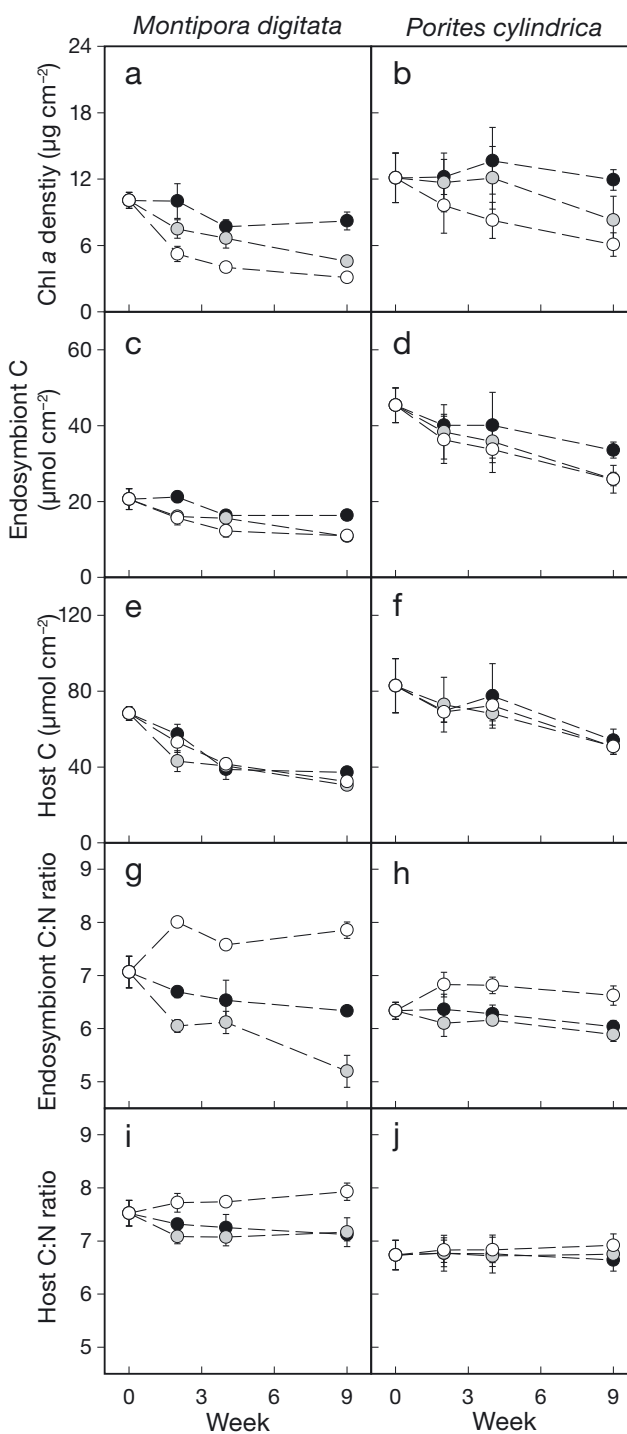 Montipora digitata
Porites cylindrica
24
18
12
6
0
Chl a denstiy (µg cm⁻²)
a
b
60
40
20
0
Endosymbiont C
(µmol cm⁻²)
c
d
120
80
40
0
Host C (µmol cm⁻²)
e
f
9
8
7
6
5
Endosymbiont C:N ratio
g
h
9
8
7
6
5
Host C:N ratio
i
j
0 3 6 9 0 3 6 9
Week Week